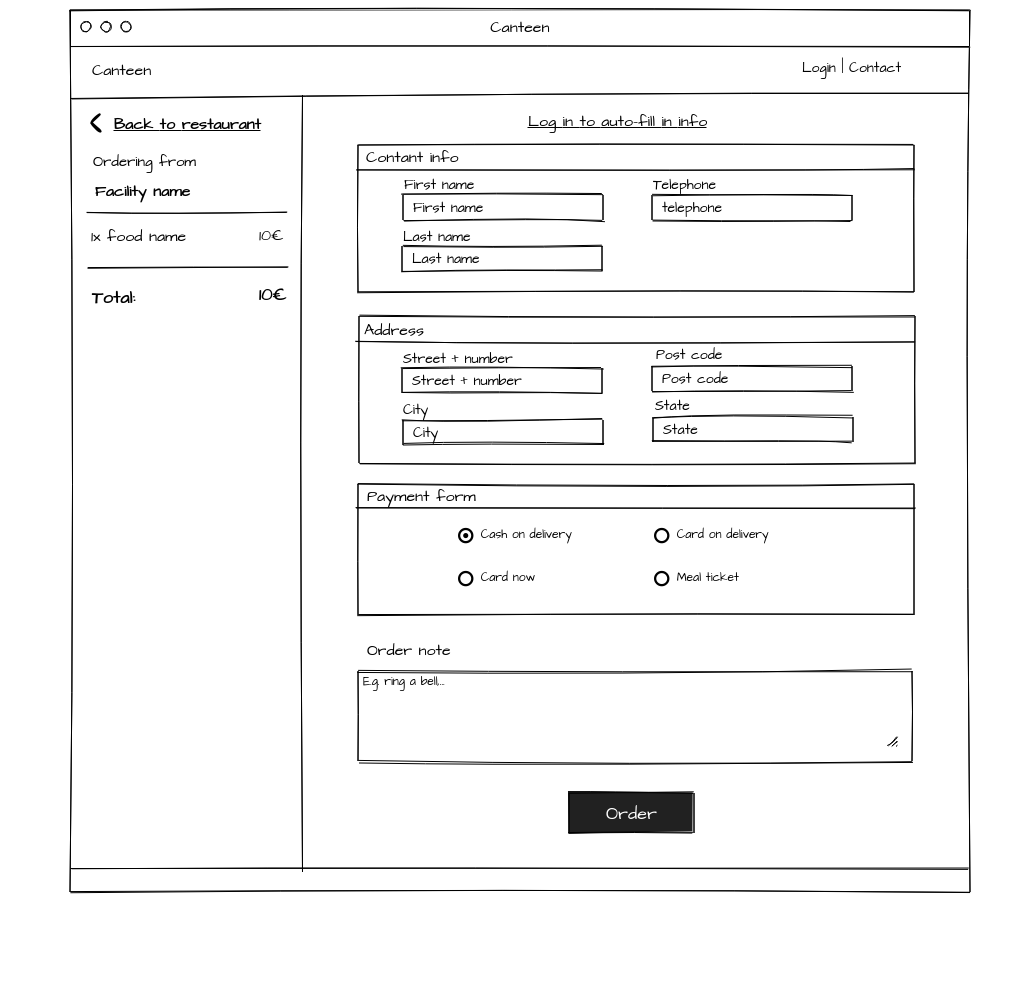 Canteen
Canteen
Login | Contact
Back to restaurant
Ordering from
Facility name
1x food name 10€
Total: 10€
Log in to auto-fill in info
Contant info
First name
First name
Telephone
telephone
Last name
Last name
Address
Street + number
Street + number
Post code
Post code
City
City
State
State
Payment form
Cash on delivery
Card on delivery
Card now
Meal ticket
Order note
E.g. ring a bell...
Order